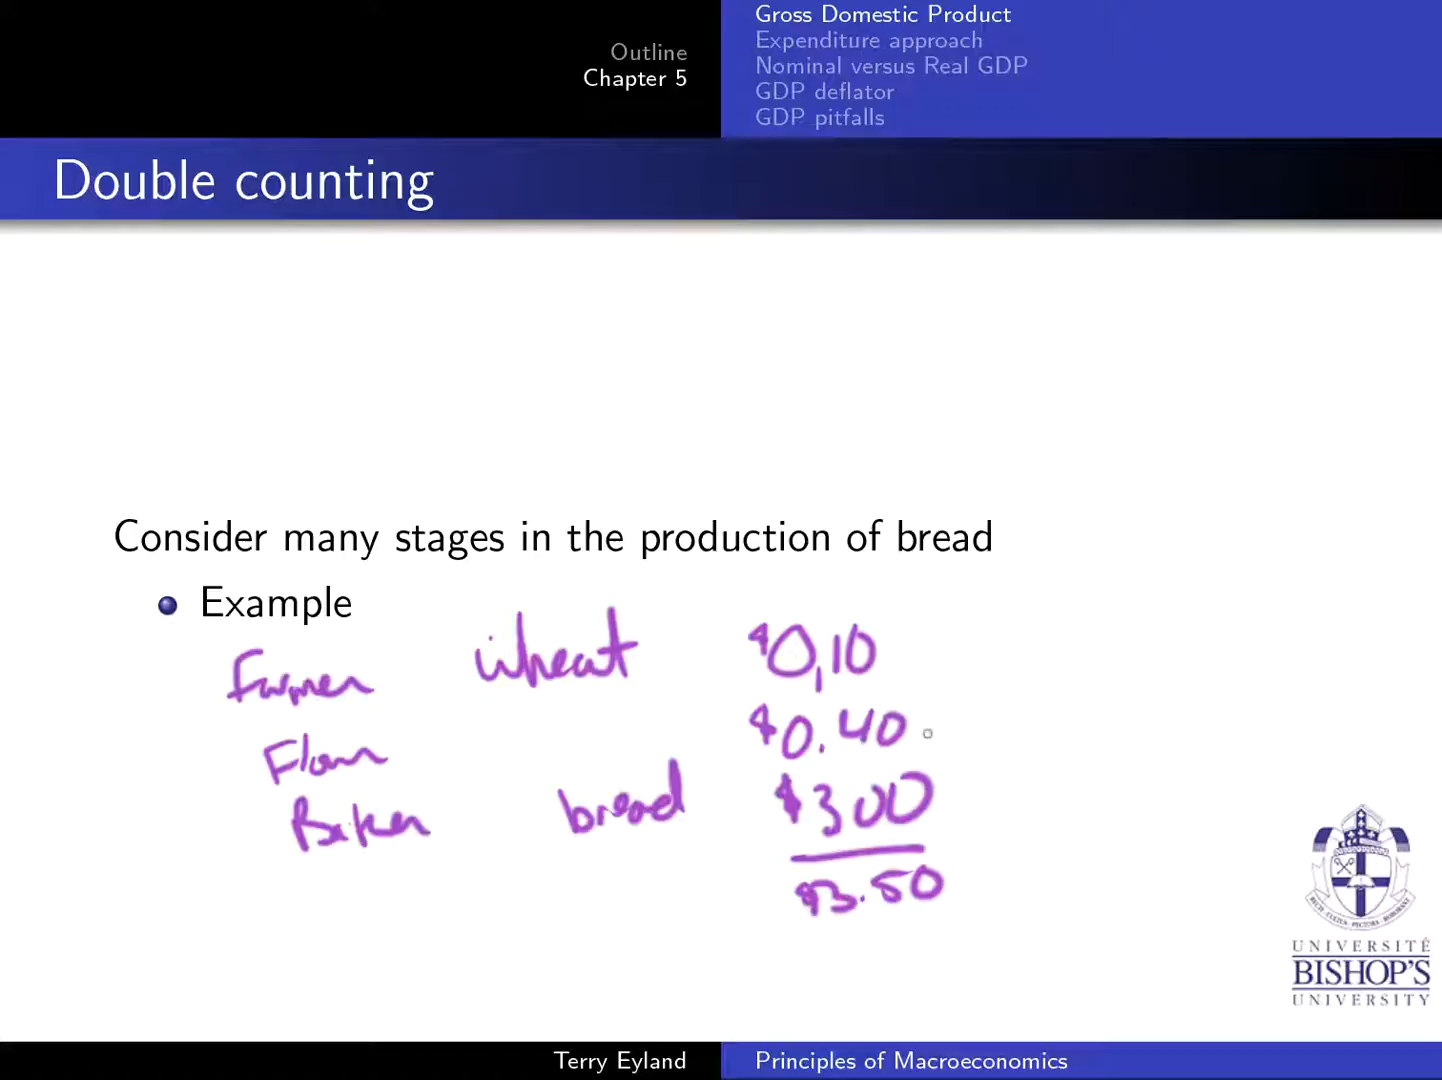 Outline
Chapter 5
Gross Domestic Product
Expenditure approach
Nominal versus Real GDP
GDP deflator
GDP pitfalls
Double counting
Consider many stages in the production of bread
Example
Farmer wheat $0,10
Flour $0.40
Baker bread $3.00
$3.50
UNIVERSITÉ
BISHOP'S
UNIVERSITY
Terry Eyland
Principles of Macroeconomics